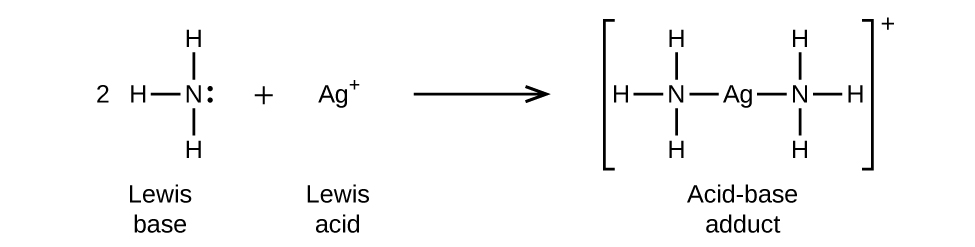 H H H
2 H N : + Ag+ [ H N Ag N H ]+
H H H
Lewis Lewis Acid-base
base acid adduct